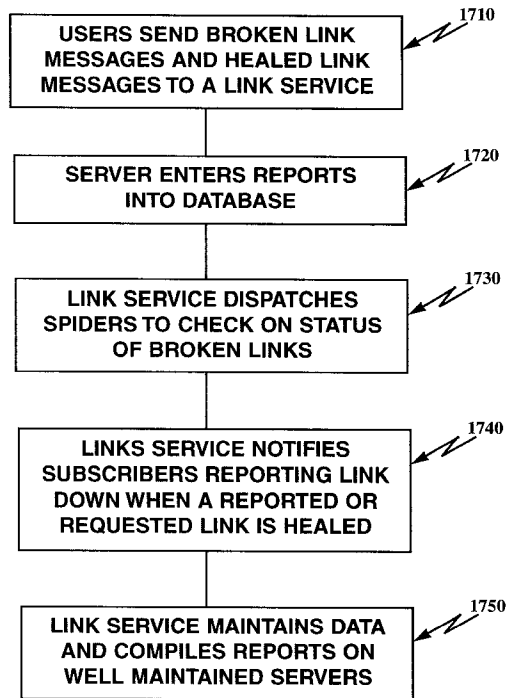 USERS SEND BROKEN LINK
MESSAGES AND HEALED LINK
MESSAGES TO A LINK SERVICE
1710
SERVER ENTERS REPORTS
INTO DATABASE
1720
LINK SERVICE DISPATCHES
SPIDERS TO CHECK ON STATUS
OF BROKEN LINKS
1730
LINKS SERVICE NOTIFIES
SUBSCRIBERS REPORTING LINK
DOWN WHEN A REPORTED OR
REQUESTED LINK IS HEALED
1740
LINK SERVICE MAINTAINS DATA
AND COMPILES REPORTS ON
WELL MAINTAINED SERVERS
1750